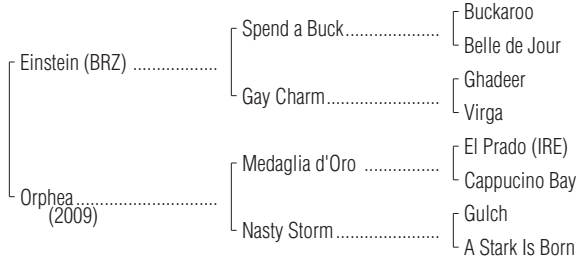 Buckaroo
Spend a Buck
Belle de Jour
Einstein (BRZ)
Ghadeer
Gay Charm
Virga
El Prado (IRE)
Medaglia d'Oro
Cappucino Bay
Orphea
(2009)
Gulch
Nasty Storm
A Stark Is Born